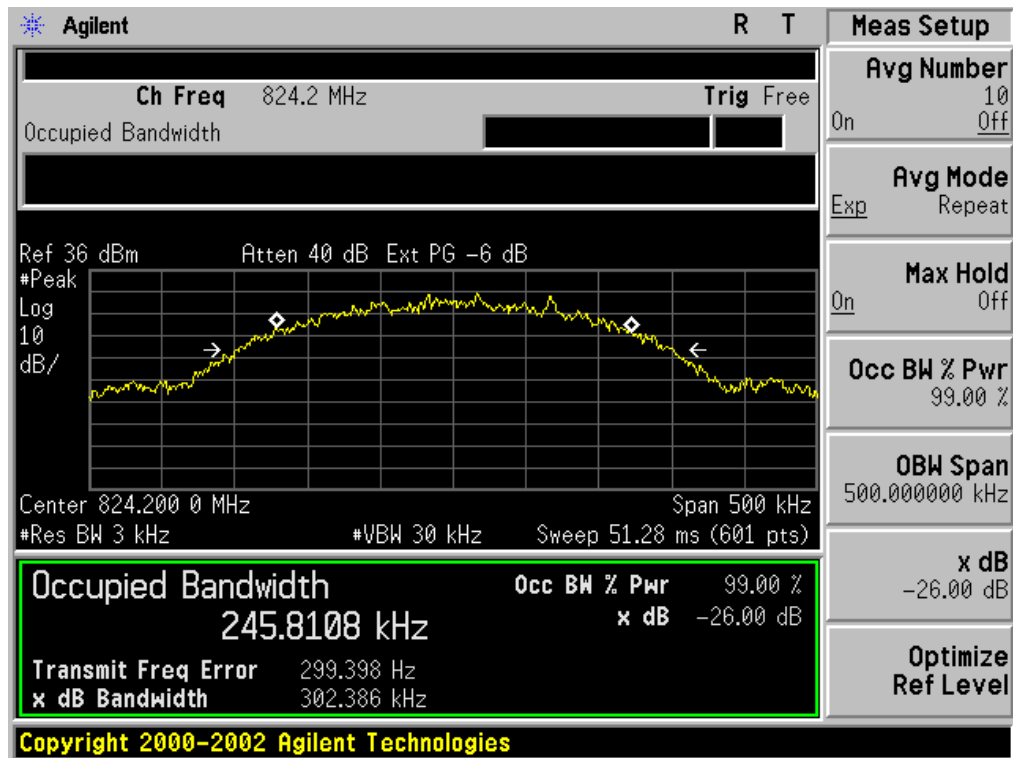 Agilent R T
Ch Freq 824.2 MHz Trig Free
Occupied Bandwidth
Ref 36 dBm Atten 40 dB Ext PG -6 dB
#Peak
Log
10
dB/
Center 824.200 0 MHz Span 500 kHz
#Res BW 3 kHz #VBW 30 kHz Sweep 51.28 ms (601 pts)
Occupied Bandwidth Occ BW % Pwr 99.00 %
245.8108 kHz x dB -26.00 dB
Transmit Freq Error 299.398 Hz
x dB Bandwidth 302.386 kHz
Copyright 2000-2002 Agilent Technologies
Meas Setup
Avg Number
10
On Off
Avg Mode
Exp Repeat
Max Hold
On Off
Occ BW % Pwr
99.00 %
OBW Span
500.000000 kHz
x dB
-26.00 dB
Optimize
Ref Level